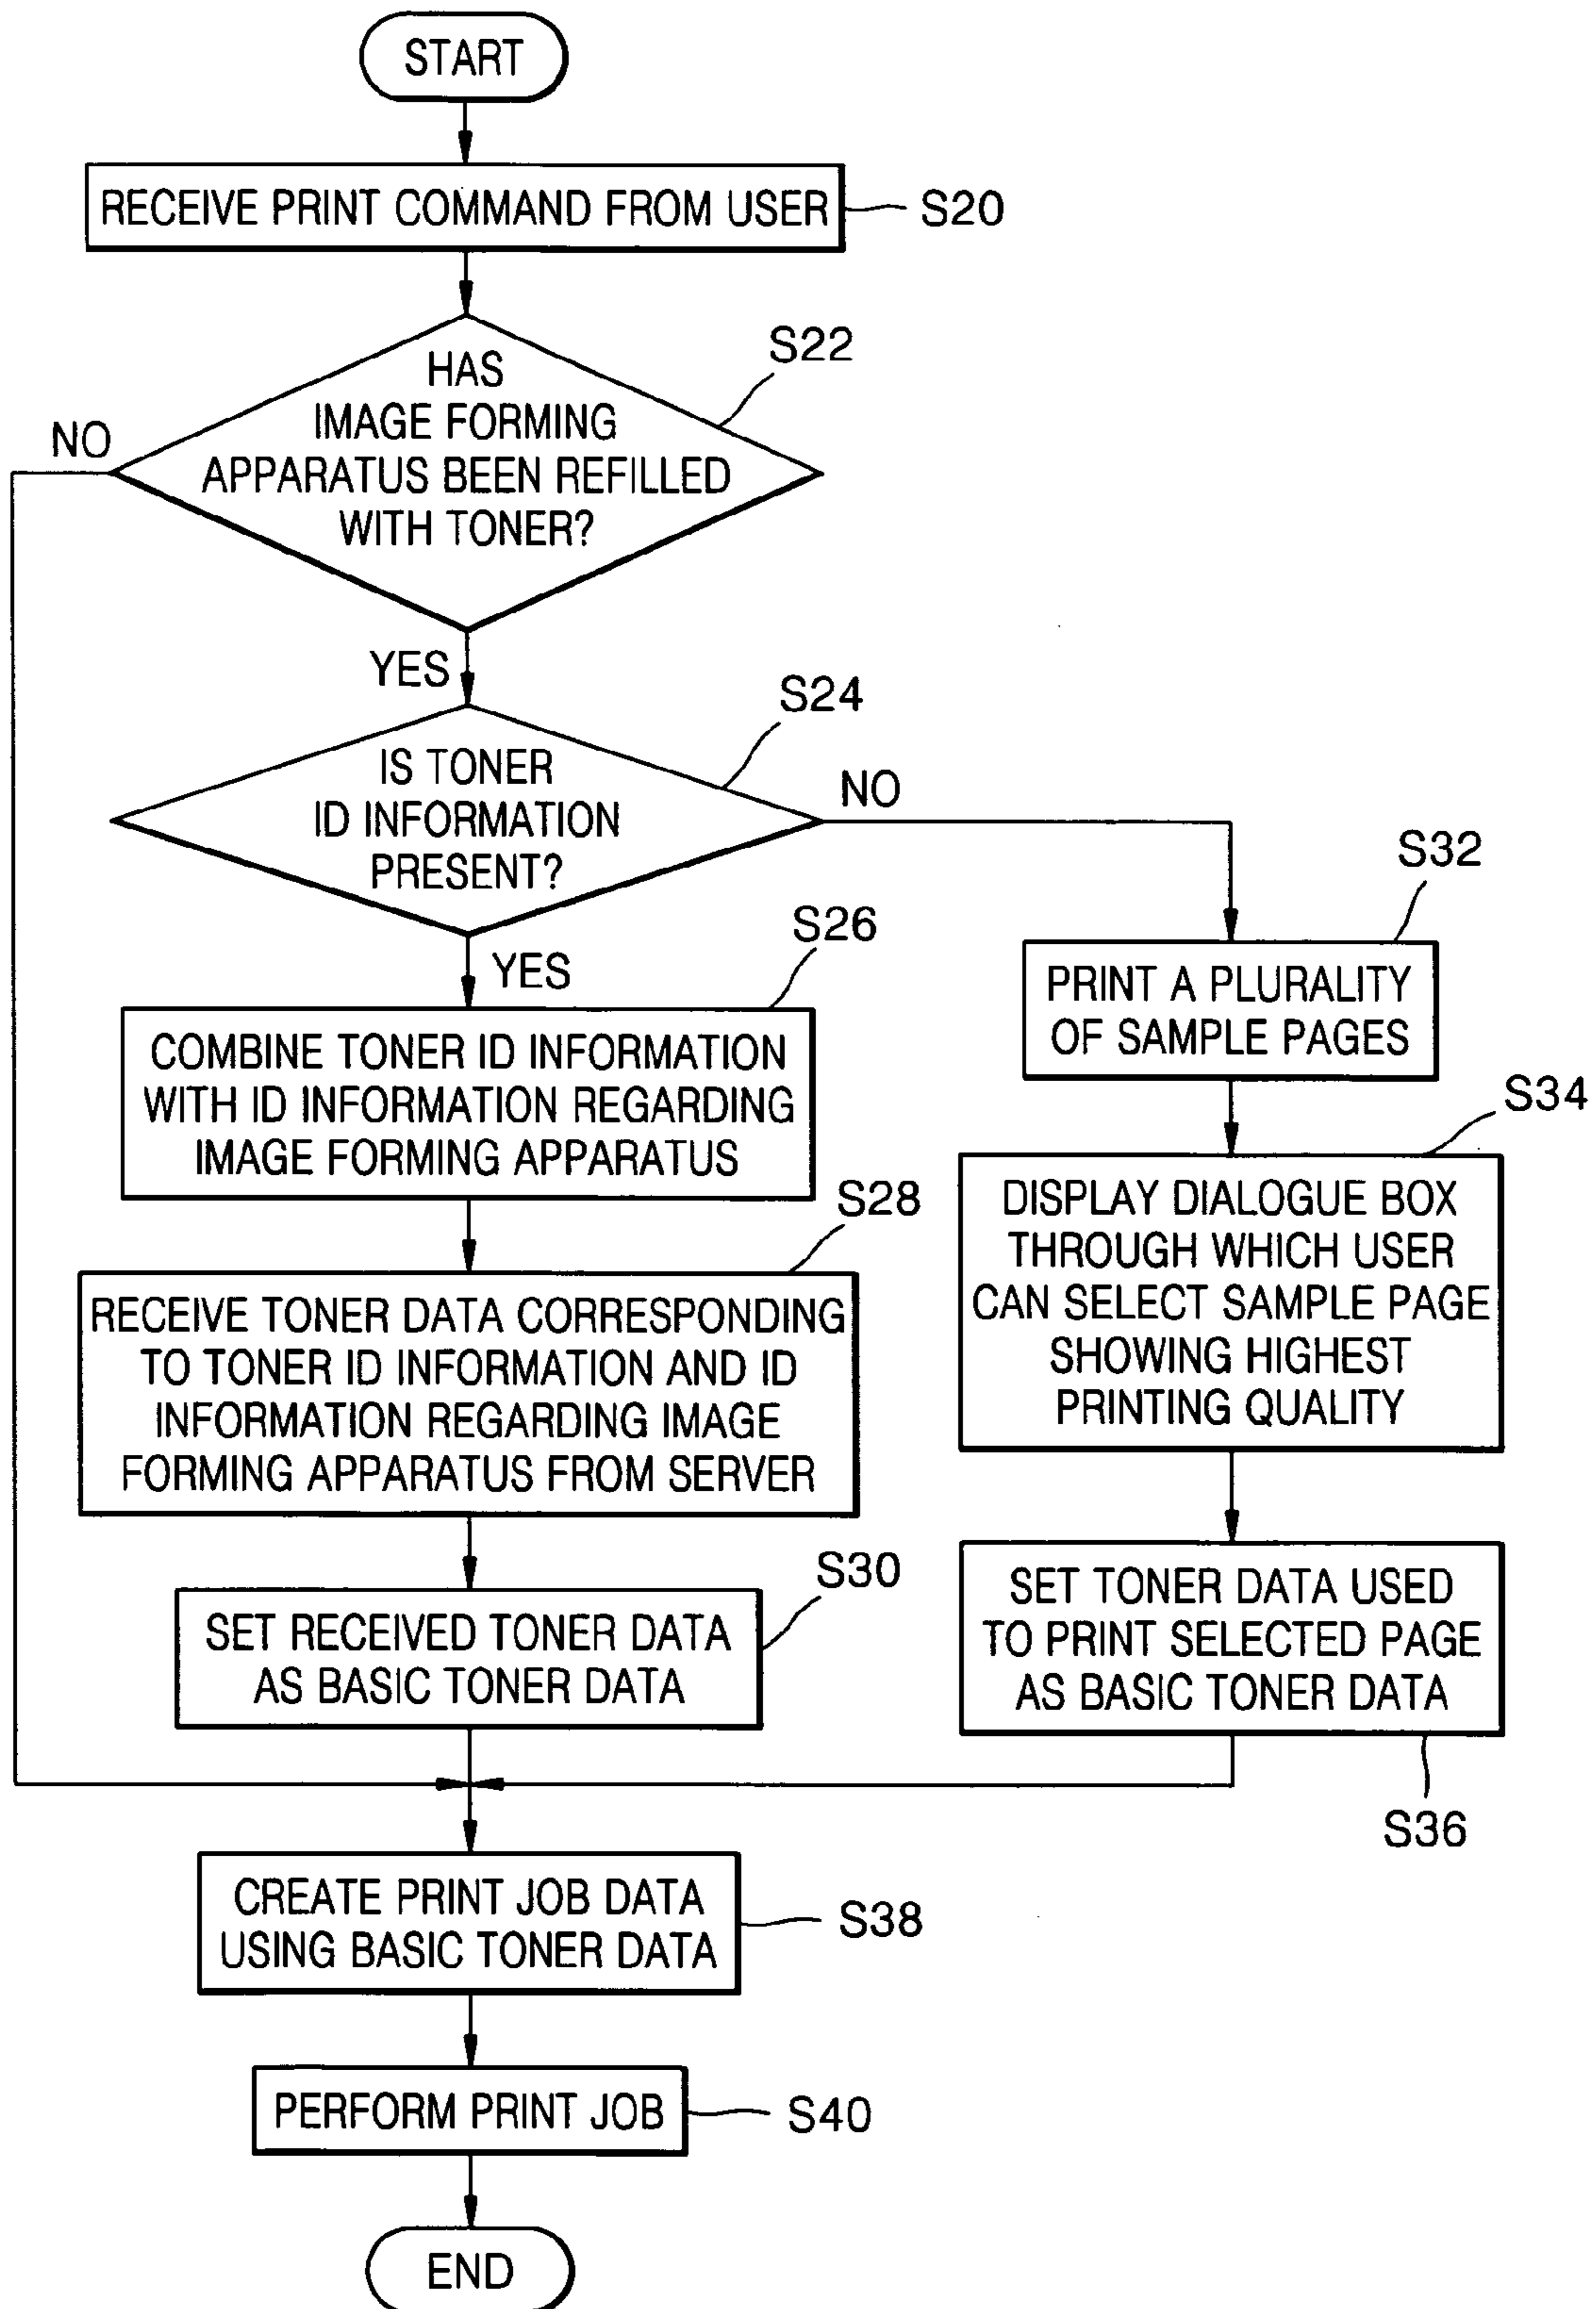 START
RECEIVE PRINT COMMAND FROM USER
S20
S22
HAS
IMAGE FORMING
APPARATUS BEEN REFILLED
WITH TONER?
NO
YES
S24
IS TONER
ID INFORMATION
PRESENT?
NO
YES
S26
COMBINE TONER ID INFORMATION
WITH ID INFORMATION REGARDING
IMAGE FORMING APPARATUS
S28
RECEIVE TONER DATA CORRESPONDING
TO TONER ID INFORMATION AND ID
INFORMATION REGARDING IMAGE
FORMING APPARATUS FROM SERVER
S30
SET RECEIVED TONER DATA
AS BASIC TONER DATA
S32
PRINT A PLURALITY
OF SAMPLE PAGES
S34
DISPLAY DIALOGUE BOX
THROUGH WHICH USER
CAN SELECT SAMPLE PAGE
SHOWING HIGHEST
PRINTING QUALITY
SET TONER DATA USED
TO PRINT SELECTED PAGE
AS BASIC TONER DATA
S36
CREATE PRINT JOB DATA
USING BASIC TONER DATA
S38
PERFORM PRINT JOB
S40
END